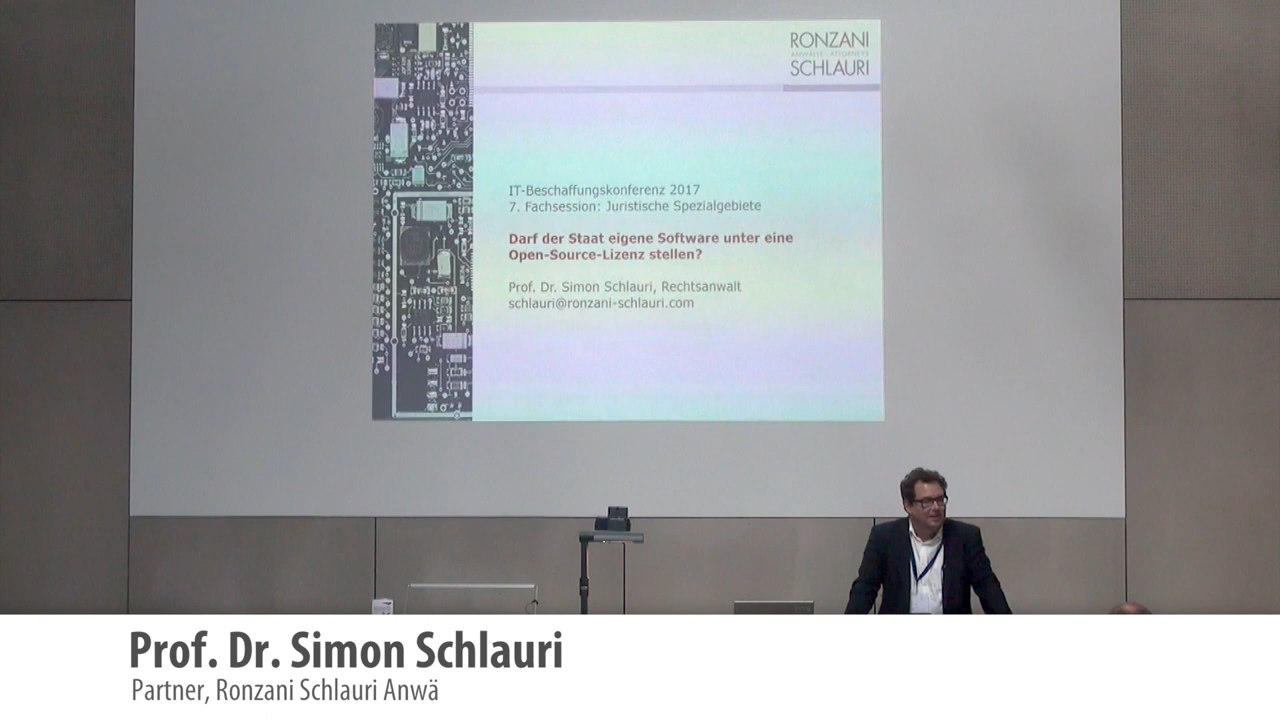 RONZANI
ANWÄLTE · ATTORNEYS
SCHLAURI
IT-Beschaffungskonferenz 2017
7. Fachsession: Juristische Spezialgebiete
Darf der Staat eigene Software unter eine
Open-Source-Lizenz stellen?
Prof. Dr. Simon Schlauri, Rechtsanwalt
schlauri@ronzani-schlauri.com
Prof. Dr. Simon Schlauri
Partner, Ronzani Schlauri Anwä